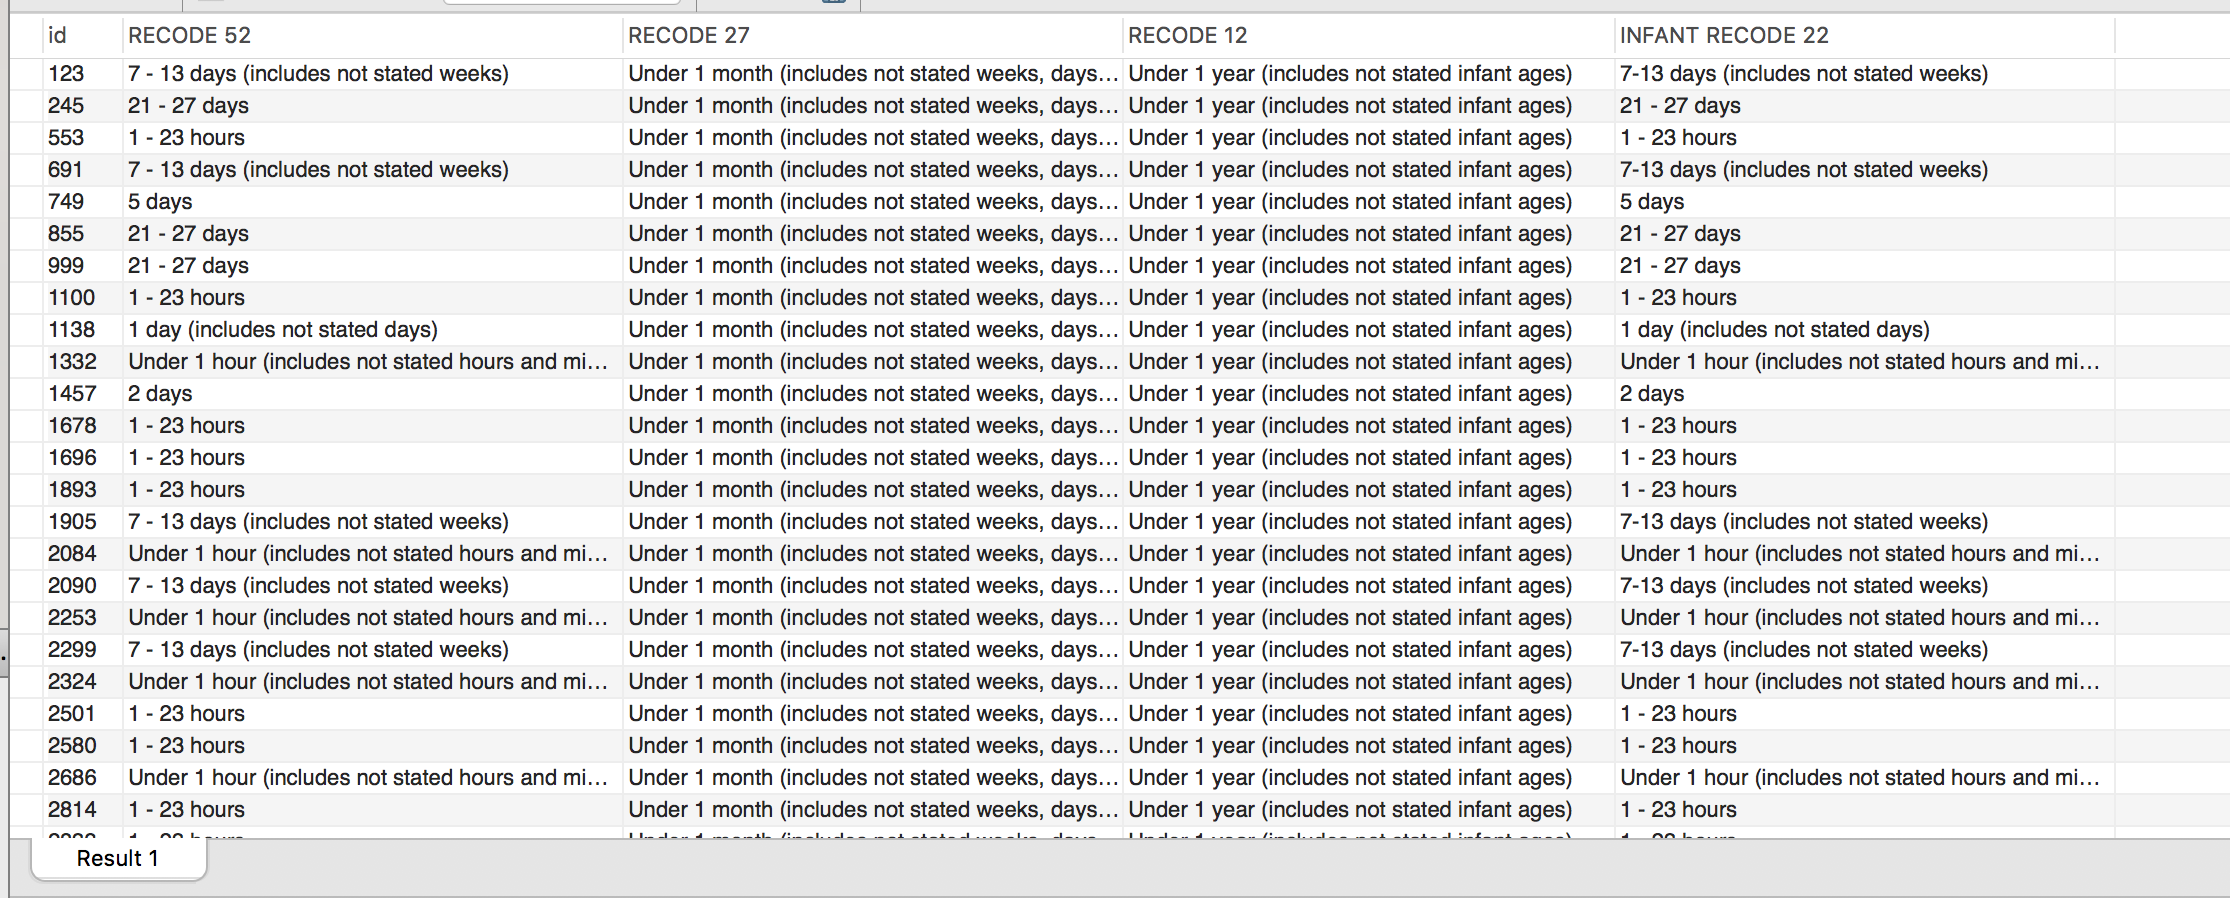 id RECODE 52 RECODE 27 RECODE 12 INFANT RECODE 22
123 7 - 13 days (includes not stated weeks) Under 1 month (includes not stated weeks, days... Under 1 year (includes not stated infant ages) 7-13 days (includes not stated weeks)
245 21 - 27 days Under 1 month (includes not stated weeks, days... Under 1 year (includes not stated infant ages) 21 - 27 days
553 1 - 23 hours Under 1 month (includes not stated weeks, days... Under 1 year (includes not stated infant ages) 1 - 23 hours
691 7 - 13 days (includes not stated weeks) Under 1 month (includes not stated weeks, days... Under 1 year (includes not stated infant ages) 7-13 days (includes not stated weeks)
749 5 days Under 1 month (includes not stated weeks, days... Under 1 year (includes not stated infant ages) 5 days
855 21 - 27 days Under 1 month (includes not stated weeks, days... Under 1 year (includes not stated infant ages) 21 - 27 days
999 21 - 27 days Under 1 month (includes not stated weeks, days... Under 1 year (includes not stated infant ages) 21 - 27 days
1100 1 - 23 hours Under 1 month (includes not stated weeks, days... Under 1 year (includes not stated infant ages) 1 - 23 hours
1138 1 day (includes not stated days) Under 1 month (includes not stated weeks, days... Under 1 year (includes not stated infant ages) 1 day (includes not stated days)
1332 Under 1 hour (includes not stated hours and mi... Under 1 month (includes not stated weeks, days... Under 1 year (includes not stated infant ages) Under 1 hour (includes not stated hours and mi...
1457 2 days Under 1 month (includes not stated weeks, days... Under 1 year (includes not stated infant ages) 2 days
1678 1 - 23 hours Under 1 month (includes not stated weeks, days... Under 1 year (includes not stated infant ages) 1 - 23 hours
1696 1 - 23 hours Under 1 month (includes not stated weeks, days... Under 1 year (includes not stated infant ages) 1 - 23 hours
1893 1 - 23 hours Under 1 month (includes not stated weeks, days... Under 1 year (includes not stated infant ages) 1 - 23 hours
1905 7 - 13 days (includes not stated weeks) Under 1 month (includes not stated weeks, days... Under 1 year (includes not stated infant ages) 7-13 days (includes not stated weeks)
2084 Under 1 hour (includes not stated hours and mi... Under 1 month (includes not stated weeks, days... Under 1 year (includes not stated infant ages) Under 1 hour (includes not stated hours and mi...
2090 7 - 13 days (includes not stated weeks) Under 1 month (includes not stated weeks, days... Under 1 year (includes not stated infant ages) 7-13 days (includes not stated weeks)
2253 Under 1 hour (includes not stated hours and mi... Under 1 month (includes not stated weeks, days... Under 1 year (includes not stated infant ages) Under 1 hour (includes not stated hours and mi...
2299 7 - 13 days (includes not stated weeks) Under 1 month (includes not stated weeks, days... Under 1 year (includes not stated infant ages) 7-13 days (includes not stated weeks)
2324 Under 1 hour (includes not stated hours and mi... Under 1 month (includes not stated weeks, days... Under 1 year (includes not stated infant ages) Under 1 hour (includes not stated hours and mi...
2501 1 - 23 hours Under 1 month (includes not stated weeks, days... Under 1 year (includes not stated infant ages) 1 - 23 hours
2580 1 - 23 hours Under 1 month (includes not stated weeks, days... Under 1 year (includes not stated infant ages) 1 - 23 hours
2686 Under 1 hour (includes not stated hours and mi... Under 1 month (includes not stated weeks, days... Under 1 year (includes not stated infant ages) Under 1 hour (includes not stated hours and mi...
2814 1 - 23 hours Under 1 month (includes not stated weeks, days... Under 1 year (includes not stated infant ages) 1 - 23 hours
Result 1